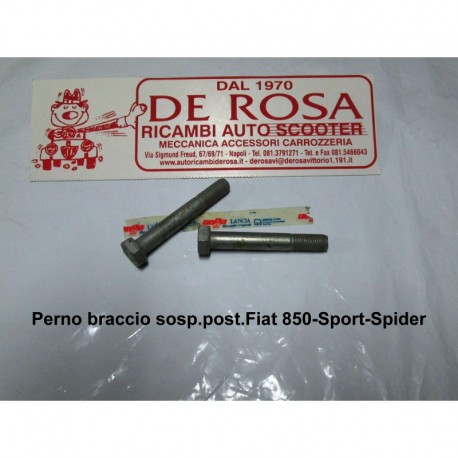 DAL 1970
DE ROSA
RICAMBI AUTO SCOOTER
MECCANICA ACCESSORI CARROZZERIA
Via Sigmund Freud, 67/69/71 - Napoli - Tel. 081.3791271 - Tel. e Fax 081.5466043
www.autoricambiderosa.it - derosavi@derosavittorio1.191.it
LANCIA
Perno braccio sosp.post.Fiat 850-Sport-Spider